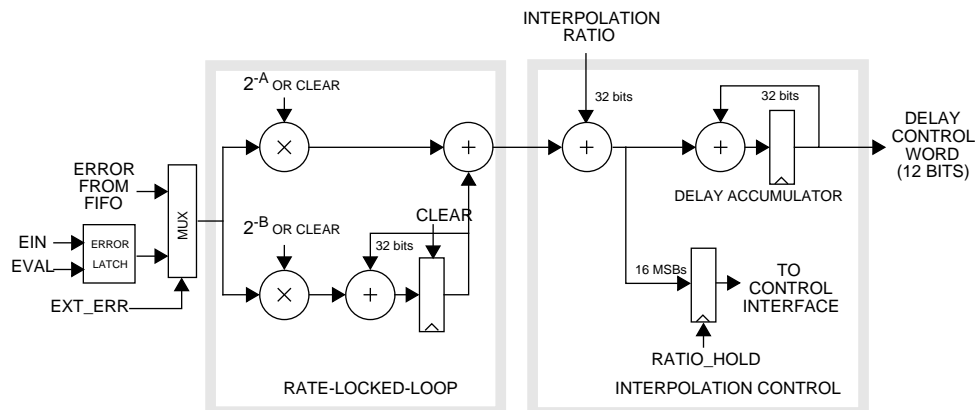 INTERPOLATION
RATIO
2-A OR CLEAR
32 bits
32 bits
DELAY
CONTROL
WORD
(12 BITS)
×
+
+
+
ERROR
FROM
FIFO
MUX
DELAY ACCUMULATOR
CLEAR
2-B OR CLEAR
EIN
EVAL
ERROR
LATCH
32 bits
16 MSBs
TO
CONTROL
INTERFACE
×
+
EXT_ERR
RATIO_HOLD
RATE-LOCKED-LOOP
INTERPOLATION CONTROL